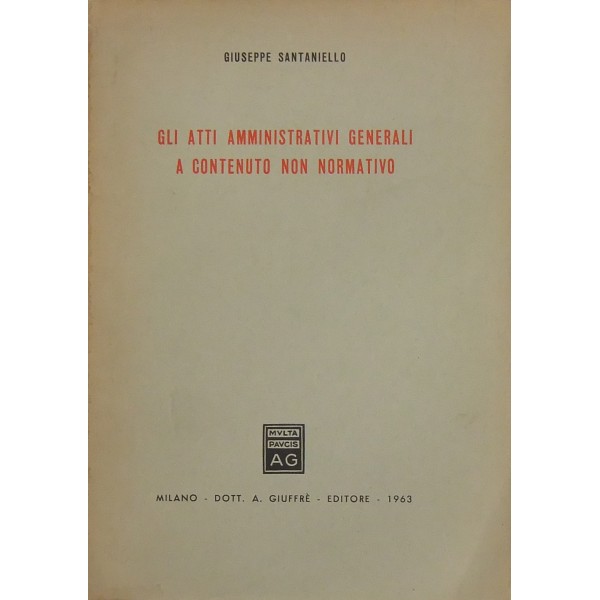 GIUSEPPE SANTANIELLO
GLI ATTI AMMINISTRATIVI GENERALI
A CONTENUTO NON NORMATIVO
MVLTA
PAVCIS
AG
MILANO - DOTT. A. GIUFFRÈ - EDITORE - 1963